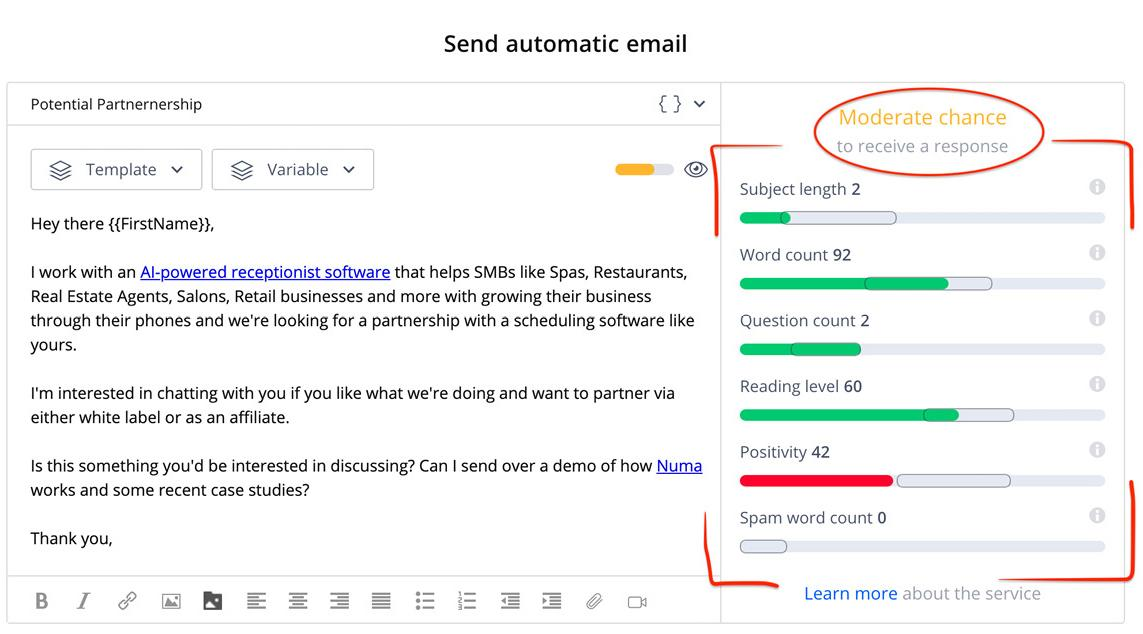 Send automatic email
Potential Partnernership
{ }
Moderate chance
to receive a response
Template
Variable
Hey there {{FirstName}},
I work with an AI-powered receptionist software that helps SMBs like Spas, Restaurants,
Real Estate Agents, Salons, Retail businesses and more with growing their business
through their phones and we're looking for a partnership with a scheduling software like
yours.
I'm interested in chatting with you if you like what we're doing and want to partner via
either white label or as an affiliate.
Is this something you'd be interested in discussing? Can I send over a demo of how Numa
works and some recent case studies?
Thank you,
B I
Subject length 2
Word count 92
Question count 2
Reading level 60
Positivity 42
Spam word count 0
Learn more about the service